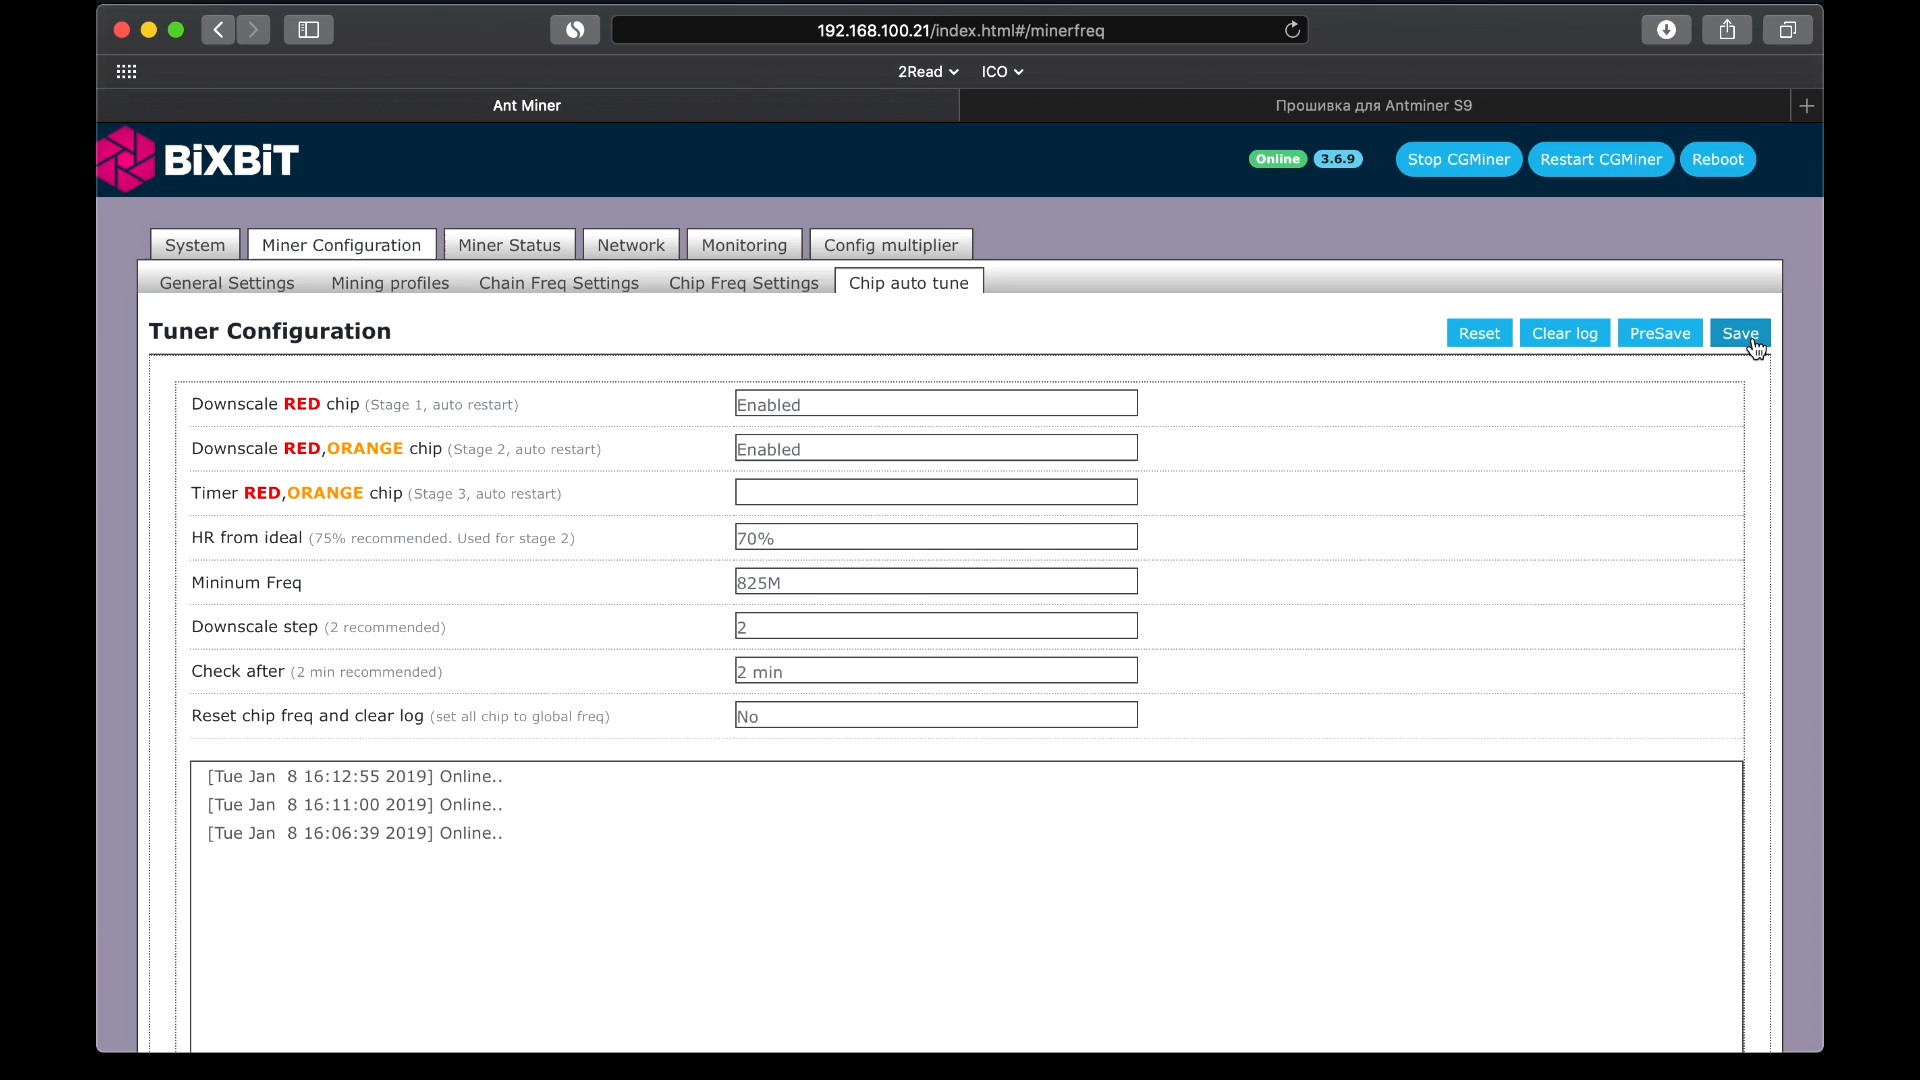 192.168.100.21/index.html#/minerfreq
2Read ICO
Ant Miner Прошивка для Antminer S9
BiXBiT Online 3.6.9 Stop CGMiner Restart CGMiner Reboot
System Miner Configuration Miner Status Network Monitoring Config multiplier
General Settings Mining profiles Chain Freq Settings Chip Freq Settings Chip auto tune
Tuner Configuration Reset Clear log PreSave Save
Downscale RED chip (Stage 1, auto restart) Enabled
Downscale RED,ORANGE chip (Stage 2, auto restart) Enabled
Timer RED,ORANGE chip (Stage 3, auto restart)
HR from ideal (75% recommended. Used for stage 2) 70%
Mininum Freq 825M
Downscale step (2 recommended) 2
Check after (2 min recommended) 2 min
Reset chip freq and clear log (set all chip to global freq) No
[Tue Jan 8 16:12:55 2019] Online..
[Tue Jan 8 16:11:00 2019] Online..
[Tue Jan 8 16:06:39 2019] Online..